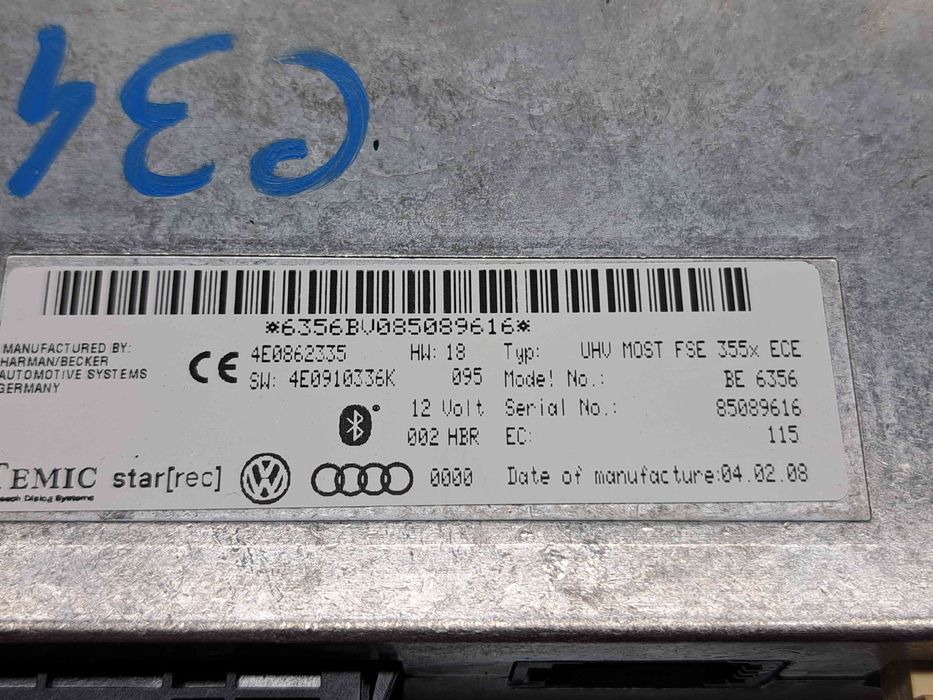 *6356BV085089616*
MANUFACTURED BY:
HARMAN/BECKER
AUTOMOTIVE SYSTEMS
GERMANY
CE
4E0862335 HW: 18
SW: 4E0910336K 095
12 Volt
002 HBR
0000
Typ: UHV MOST FSE 355x ECE
Model No.: BE 6356
Serial No.: 85089616
EC: 115
Date of manufacture:04.02.08
TEMIC star[rec]
Dialog Systems